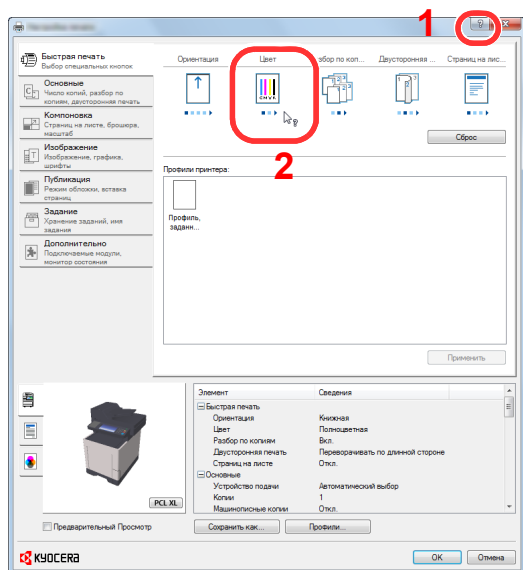 1
?
Быстрая печать
Выбор специальных кнопок
Основные
Число копий, разбор по
копиям, двусторонняя печать
Компоновка
Страниц на листе, брошюра,
масштаб
Изображение
Изображение, графика,
шрифты
Публикация
Режим обложки, вставка
страниц
Задание
Хранение заданий, имя
задания
Дополнительно
Подключаемые модули,
монитор состояния
Ориентация
Цвет
збор по коп...
Двусторонняя ...
Страниц на лис...
CMYK
2
Сброс
Профили принтера:
Профиль,
заданн...
Применить
Элемент Сведения
Быстрая печать
Ориентация Книжная
Цвет Полноцветная
Разбор по копиям Вкл.
Двусторонняя печать Переворачивать по длинной стороне
Страниц на листе Откл.
Основные
Устройство подачи Автоматический выбор
Копии 1
Машинописные копии Откл.
PCL XL
Предварительный Просмотр
Сохранить как...
Профили...
KYOCERA
OK
Отмена